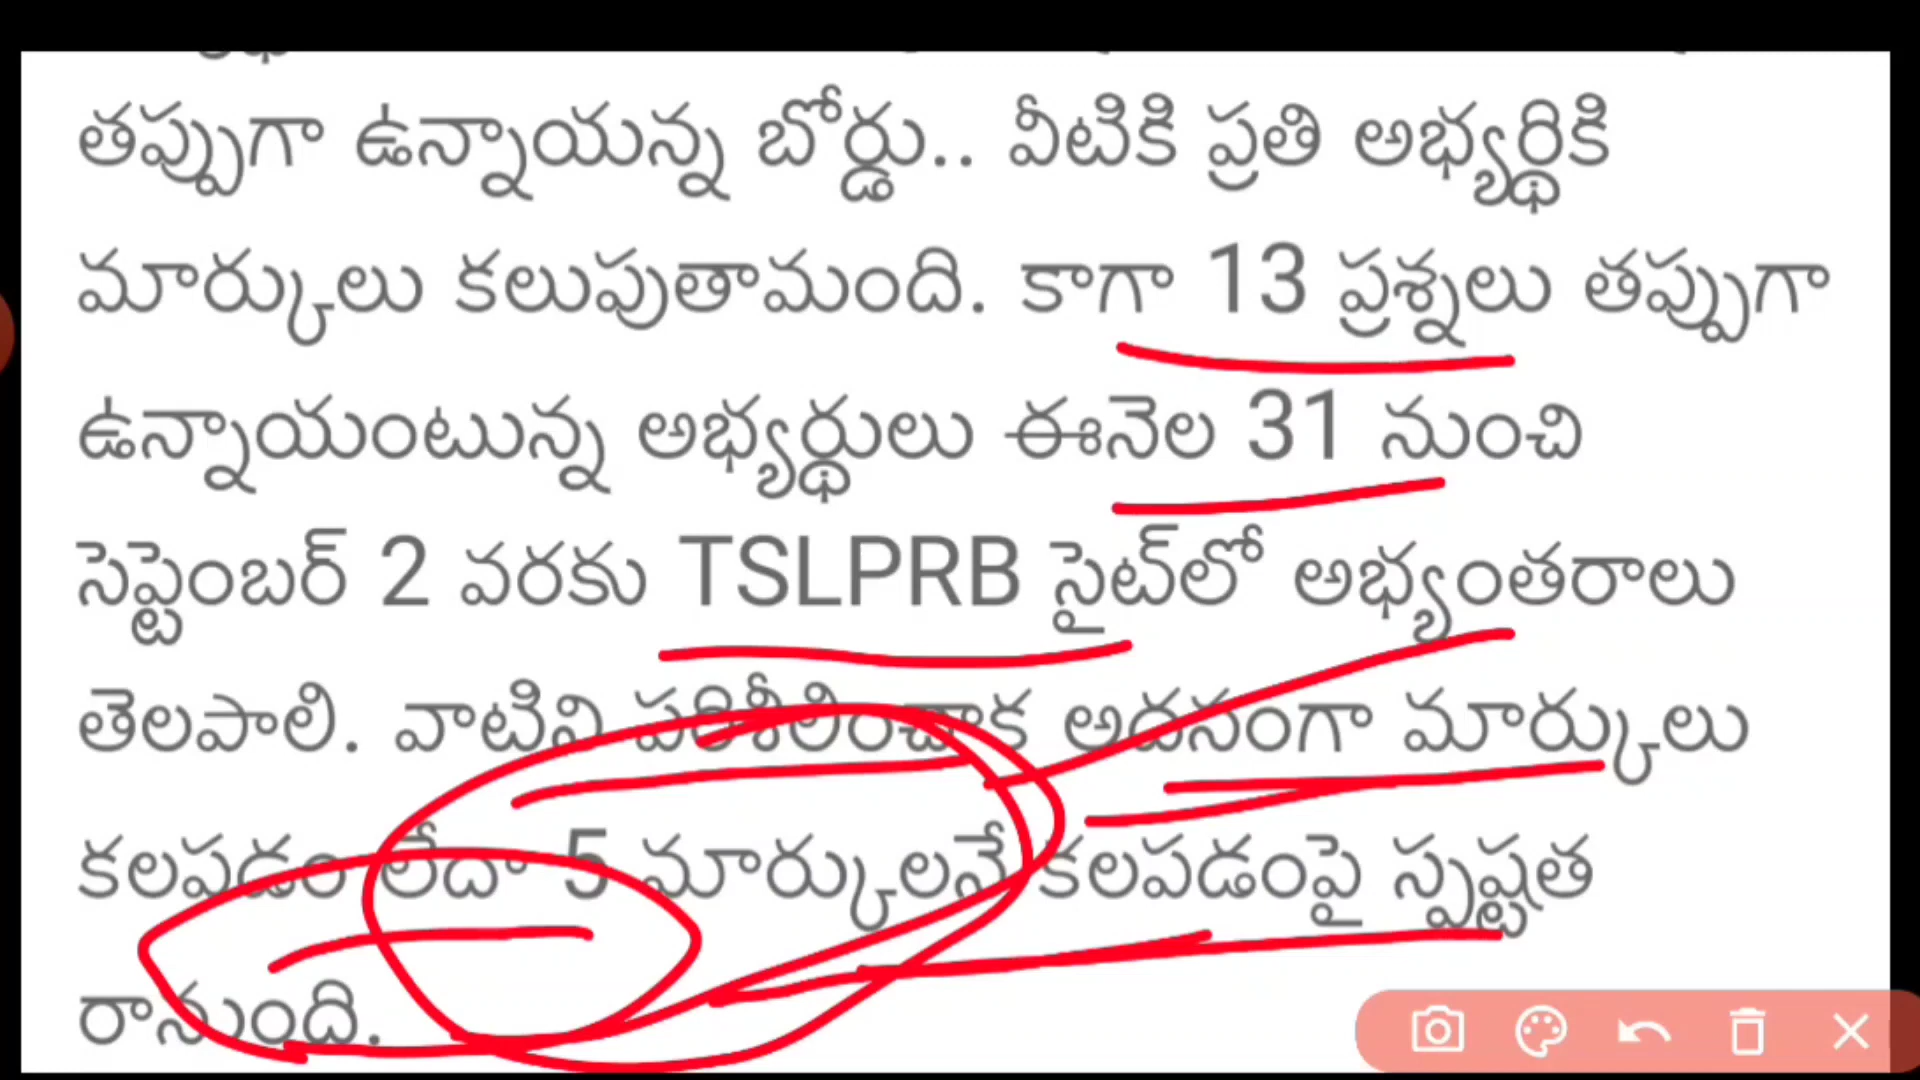 తప్పుగా ఉన్నాయన్న బోర్డు.. వీటికి ప్రతి అభ్యర్థికి
మార్కులు కలుపుతామంది. కాగా 13 ప్రశ్నలు తప్పుగా
ఉన్నాయంటున్న అభ్యర్థులు ఈనెల 31 నుంచి
సెప్టెంబర్ 2 వరకు TSLPRB సైట్‌లో అభ్యంతరాలు
తెలపాలి. వాటిని పరిశీలించాక అదనంగా మార్కులు
కలపడం లేదా 5 మార్కులనే కలపడంపై స్పష్టత
రానుంది.